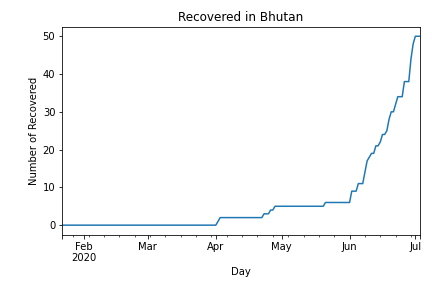 Recovered in Bhutan
Number of Recovered
50
40
30
20
10
0
Feb
2020
Mar
Apr
May
Jun
Jul
Day